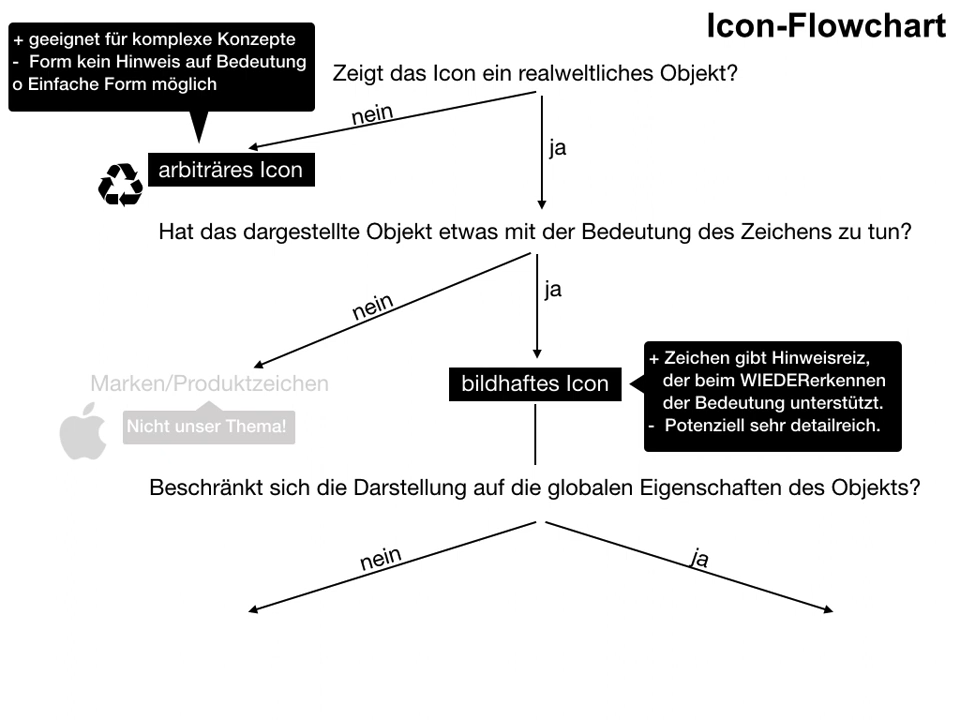 Icon-Flowchart
+ geeignet für komplexe Konzepte
- Form kein Hinweis auf Bedeutung
o Einfache Form möglich
Zeigt das Icon ein realweltliches Objekt?
nein
ja
arbiträres Icon
Hat das dargestellte Objekt etwas mit der Bedeutung des Zeichens zu tun?
nein
ja
Marken/Produktzeichen
Nicht unser Thema!
bildhaftes Icon
+ Zeichen gibt Hinweisreiz,
der beim WIEDERerkennen
der Bedeutung unterstützt.
- Potenziell sehr detailreich.
Beschränkt sich die Darstellung auf die globalen Eigenschaften des Objekts?
nein
ja